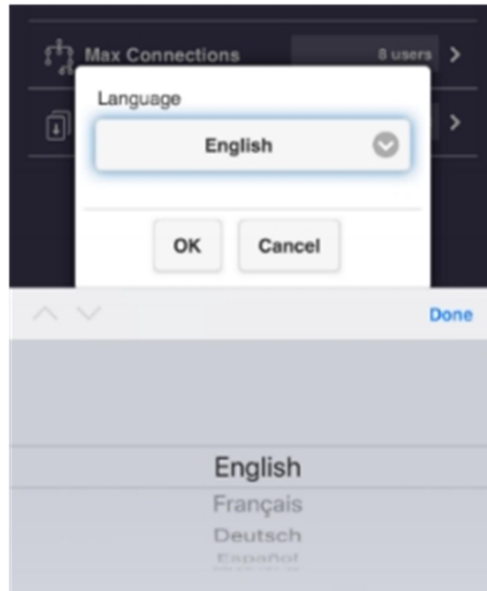 Max Connections 8 users
Language
English
OK Cancel
Done
English
Français
Deutsch
Español